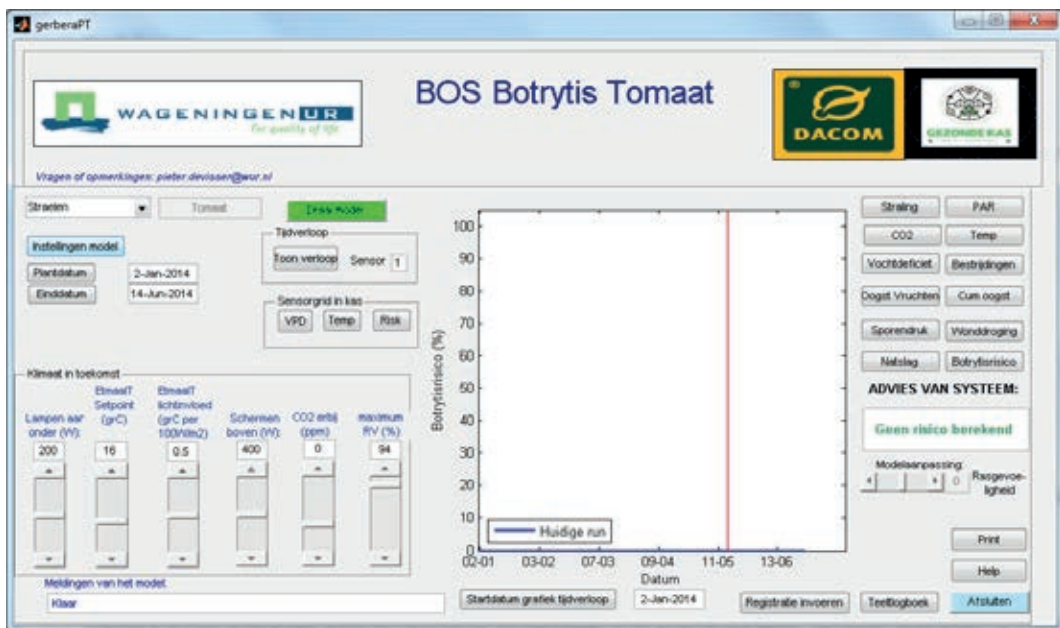 gerberaPT
WAGENINGEN UR
For quality of life
BOS Botrytis Tomaat
DACOM
GEZONDE KAS
Vragen of opmerkingen: pieter.devisser@wur.nl
Straelen
Tomaat
Instellingen model
Plantdatum
2-Jan-2014
Einddatum
14-Jun-2014
Tijdverloop
Toon verloop
Sensor
1
Sensorgrid in kas
VPD
Temp
Risk
Klimaat in toekomst
Lampen aan
onder (W):
200
EtmaalT
Setpoint
(grC)
16
EtmaalT
lichtinvloed
(grC per
100W/m2)
0.5
Schermen
boven (W):
400
CO2 erbij
(ppm)
0
maximum
RV (%)
94
Meldingen van het model:
Klaar
Botrytisrisico (%)
100
90
80
70
60
50
40
30
20
10
0
Huidige run
02-01
03-02
07-03
09-04
11-05
13-06
Datum
Startdatum grafiek tijdverloop
2-Jan-2014
Straling
PAR
CO2
Temp
Vochtdeficiet
Bestrijdingen
Oogst Vruchten
Cum oogst
Sporendruk
Wonddroging
Natslag
Botrytisrisico
ADVIES VAN SYSTEEM:
Geen risico berekend
Modelaanpassing:
0
Rasgevoe-
ligheid
Print
Help
Registratie invoeren
Teeltlogboek
Afsluiten